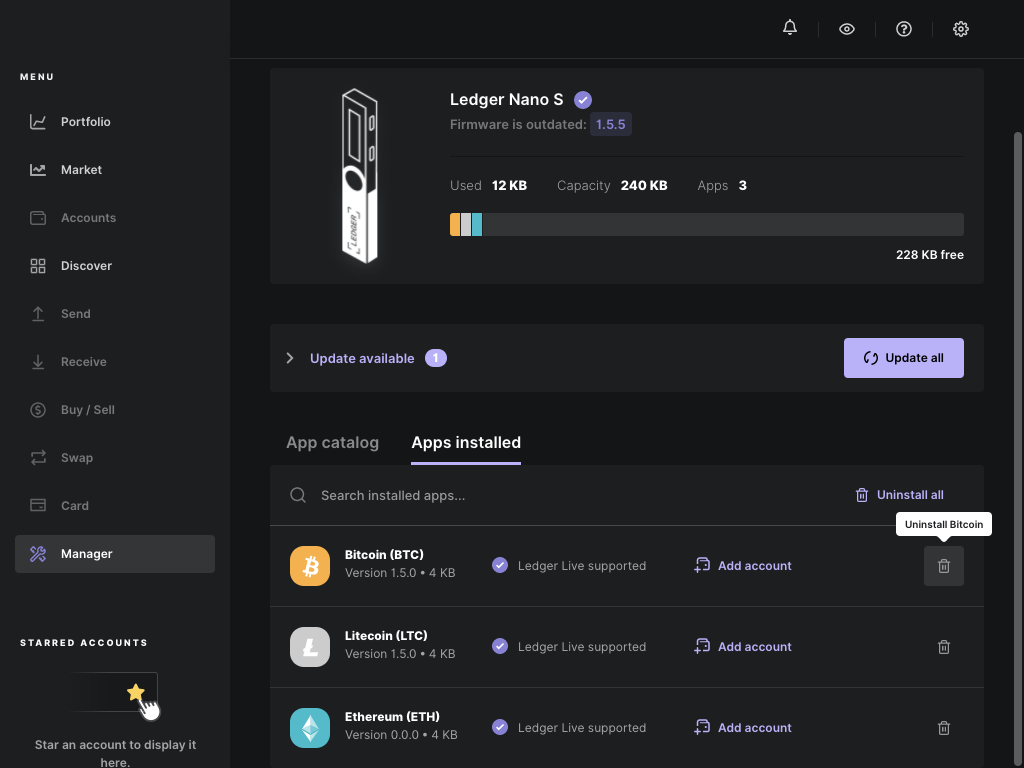 MENU
Portfolio
Market
Accounts
Discover
Send
Receive
Buy / Sell
Swap
Card
Manager
STARRED ACCOUNTS
Star an account to display it
here.
LEDGER
Ledger Nano S
Firmware is outdated: 1.5.5
Used 12 KB Capacity 240 KB Apps 3
228 KB free
Update available 1
Update all
App catalog Apps installed
Search installed apps...
Uninstall all
Uninstall Bitcoin
Bitcoin (BTC)
Version 1.5.0 • 4 KB
Ledger Live supported
Add account
Litecoin (LTC)
Version 1.5.0 • 4 KB
Ledger Live supported
Add account
Ethereum (ETH)
Version 0.0.0 • 4 KB
Ledger Live supported
Add account